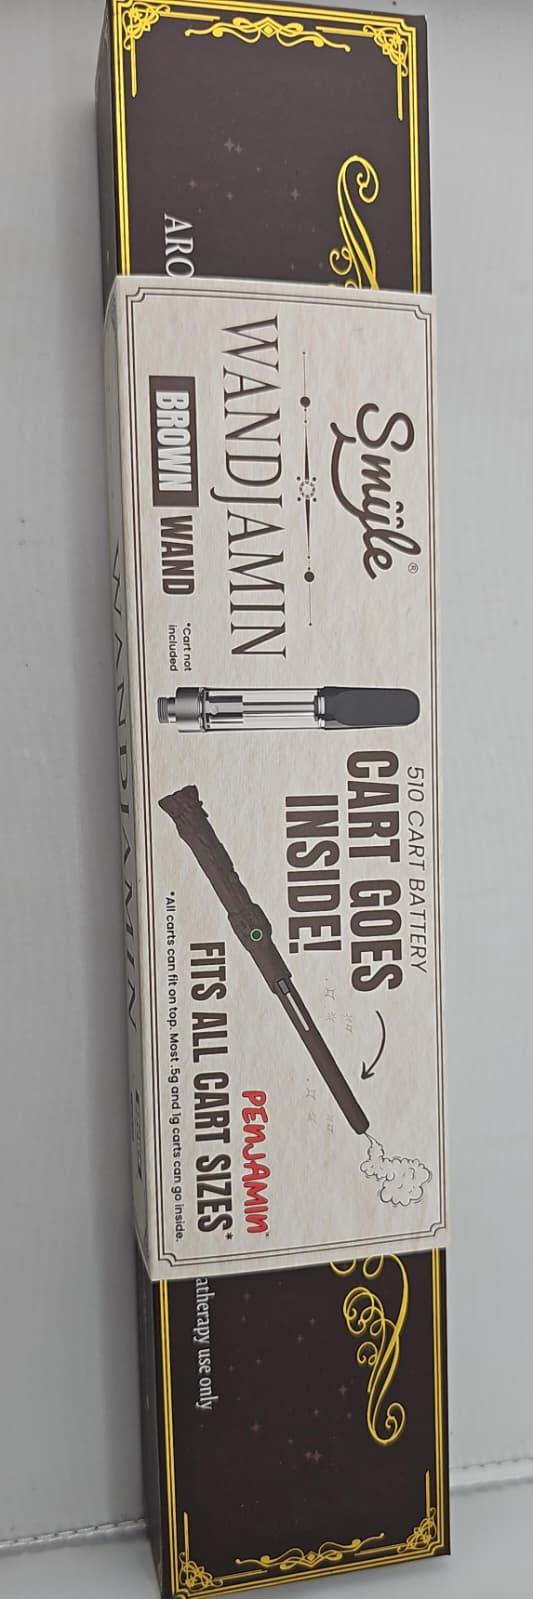 ARO
Smyle®
WANDJAMIN
BROWN WAND
*Cart not
included
510 CART BATTERY
CART GOES
INSIDE!
PENJAMIN
FITS ALL CART SIZES*
*All carts can fit on top. Most .5g and 1g carts can go inside.
atherapy use only
WANDJAMIN